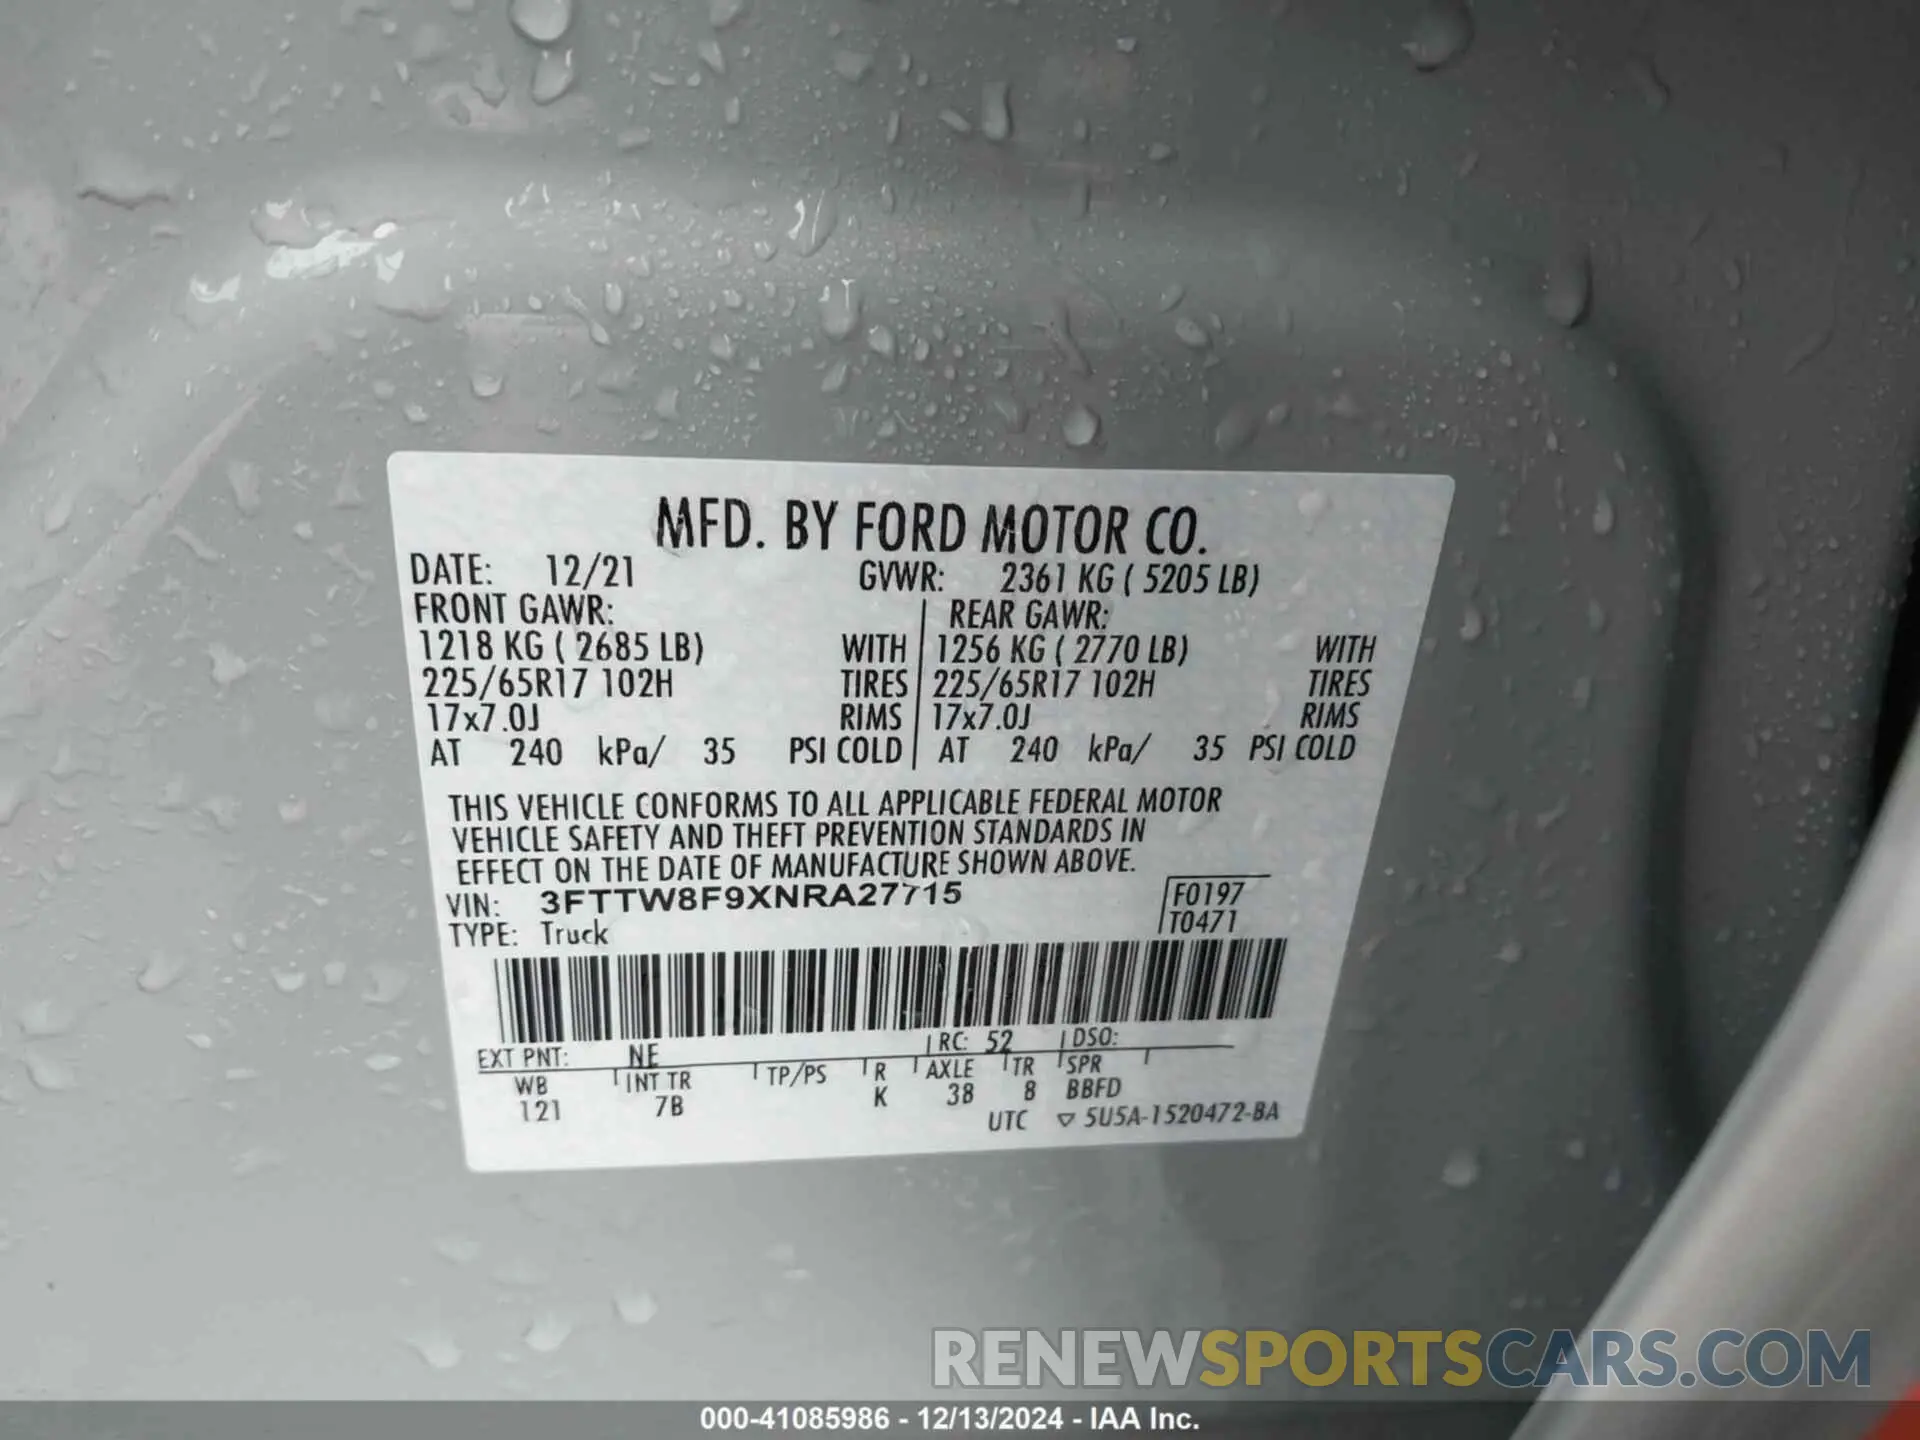 MFD. BY FORD MOTOR CO.
DATE: 12/21 GVWR: 2361 KG ( 5205 LB)
FRONT GAWR: REAR GAWR:
1218 KG ( 2685 LB) WITH 1256 KG ( 2770 LB) WITH
225/65R17 102H TIRES 225/65R17 102H TIRES
17x7.0J RIMS 17x7.0J RIMS
AT 240 kPa/ 35 PSI COLD AT 240 kPa/ 35 PSI COLD
THIS VEHICLE CONFORMS TO ALL APPLICABLE FEDERAL MOTOR
VEHICLE SAFETY AND THEFT PREVENTION STANDARDS IN
EFFECT ON THE DATE OF MANUFACTURE SHOWN ABOVE.
VIN: 3FTTW8F9XNRA27715 F0197
TYPE: Truck T0471
EXT PNT: NE RC: 52 DSO:
WB INT TR TP/PS R AXLE TR SPR
121 7B K 38 8 BBFD
UTC ▽ 5U5A-1520472-BA
RENEWSPORTSCARS.COM
000-41085986 - 12/13/2024 - IAA Inc.